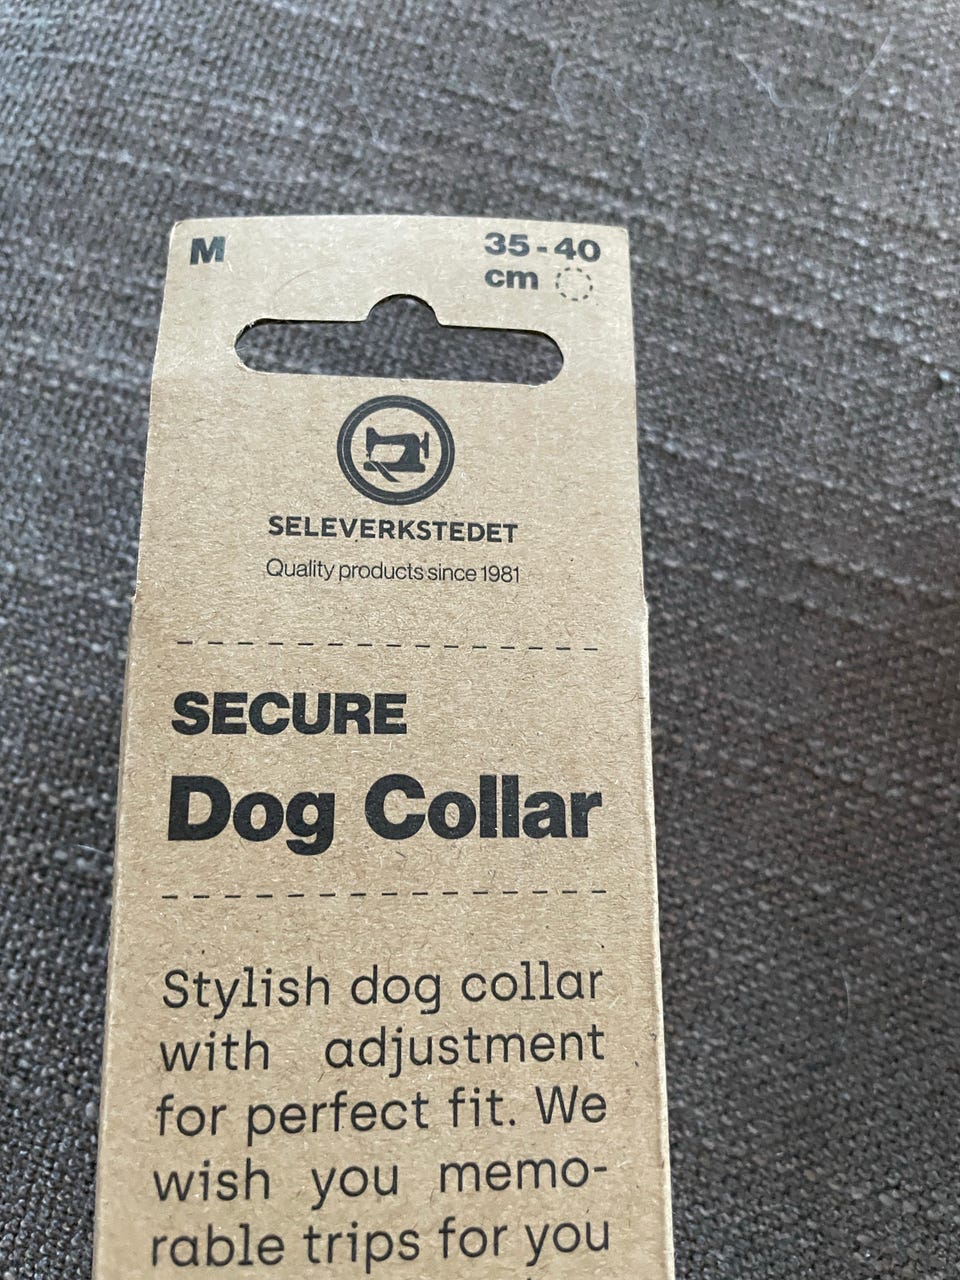 M
35-40
cm
SELEVERKSTEDET
Quality products since 1981
SECURE
Dog Collar
Stylish dog collar
with adjustment
for perfect fit. We
wish you memo-
rable trips for you